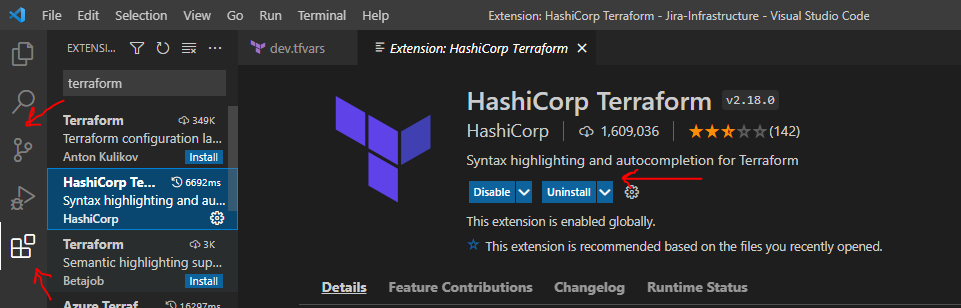 File Edit Selection View Go Run Terminal Help Extension: HashiCorp Terraform - Jira-Infrastructure - Visual Studio Code
EXTENSI...
dev.tfvars
Extension: HashiCorp Terraform
terraform
Terraform 349K
Terraform configuration la...
Anton Kulikov Install
HashiCorp Te... 6692ms
Syntax highlighting and au...
HashiCorp
Terraform 3K
Semantic highlighting sup...
Betajob Install
Azure Terraf 16297ms
HashiCorp Terraform v2.18.0
HashiCorp 1,609,036 (142)
Syntax highlighting and autocompletion for Terraform
Disable Uninstall
This extension is enabled globally.
This extension is recommended based on the files you recently opened.
Details Feature Contributions Changelog Runtime Status